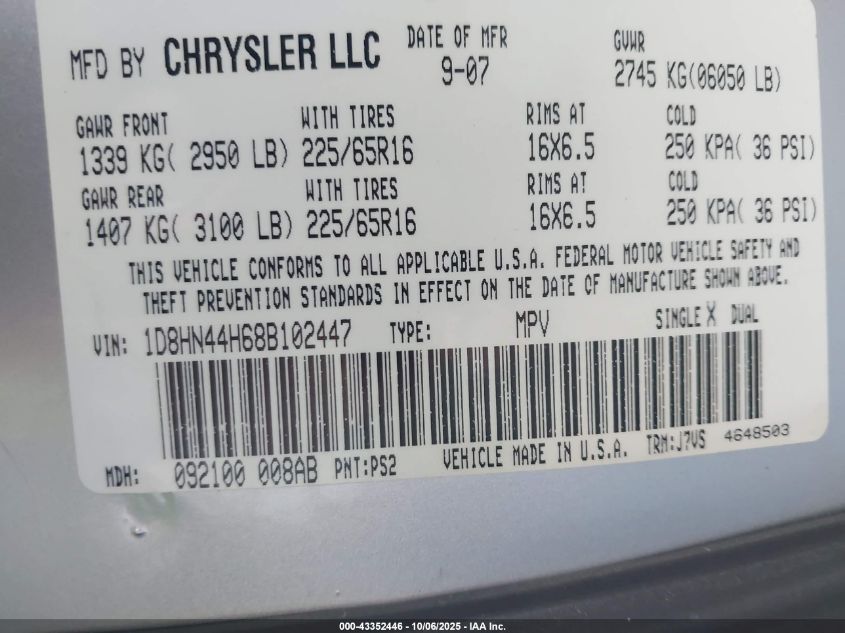 MFD BY CHRYSLER LLC DATE OF MFR GVWR
9-07 2745 KG(06050 LB)
GAWR FRONT WITH TIRES RIMS AT COLD
1339 KG( 2950 LB) 225/65R16 16X6.5 250 KPA( 36 PSI)
GAWR REAR WITH TIRES RIMS AT COLD
1407 KG( 3100 LB) 225/65R16 16X6.5 250 KPA( 36 PSI)
THIS VEHICLE CONFORMS TO ALL APPLICABLE U.S.A. FEDERAL MOTOR VEHICLE SAFETY AND
THEFT PREVENTION STANDARDS IN EFFECT ON THE DATE OF MANUFACTURE SHOWN ABOVE.
VIN: 1D8HN44H68B102447 TYPE: MPV SINGLE X DUAL
MDH: 092100 008AB PNT:PS2 VEHICLE MADE IN U.S.A. TRM:J7VS 4648503
000-43352446 - 10/06/2025 - IAA Inc.